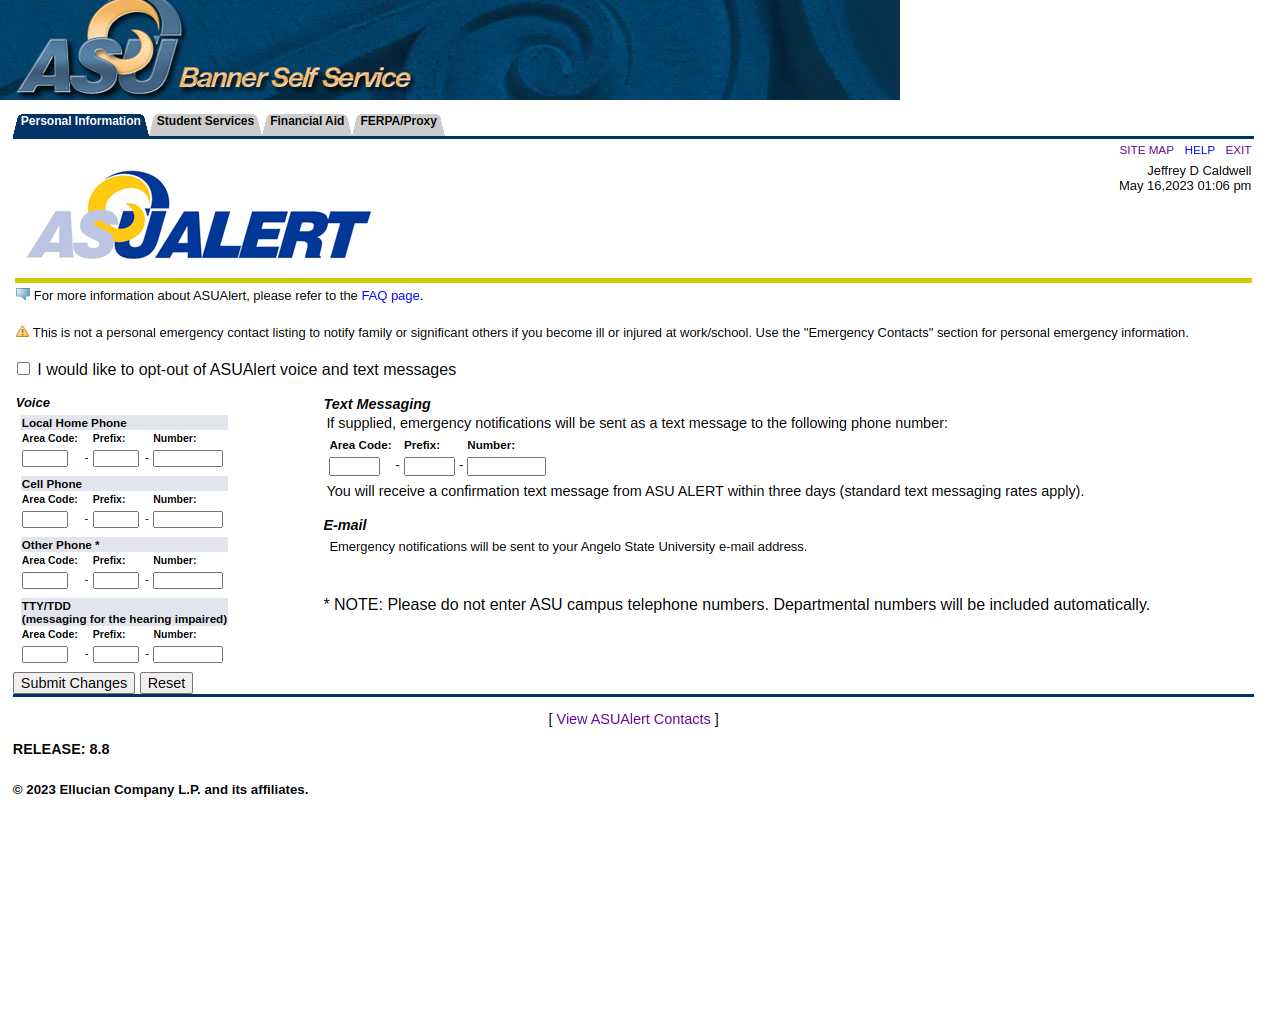 ASU Banner Self Service
Personal Information Student Services Financial Aid FERPA/Proxy
SITE MAP HELP EXIT
Jeffrey D Caldwell
May 16,2023 01:06 pm
ASUALERT
For more information about ASUAlert, please refer to the FAQ page.
This is not a personal emergency contact listing to notify family or significant others if you become ill or injured at work/school. Use the "Emergency Contacts" section for personal emergency information.
I would like to opt-out of ASUAlert voice and text messages
Voice
Local Home Phone
Area Code: Prefix: Number:
- -
Cell Phone
Area Code: Prefix: Number:
- -
Other Phone *
Area Code: Prefix: Number:
- -
TTY/TDD
(messaging for the hearing impaired)
Area Code: Prefix: Number:
- -
Text Messaging
If supplied, emergency notifications will be sent as a text message to the following phone number:
Area Code: Prefix: Number:
- -
You will receive a confirmation text message from ASU ALERT within three days (standard text messaging rates apply).
E-mail
Emergency notifications will be sent to your Angelo State University e-mail address.
* NOTE: Please do not enter ASU campus telephone numbers. Departmental numbers will be included automatically.
Submit Changes Reset
[ View ASUAlert Contacts ]
RELEASE: 8.8
© 2023 Ellucian Company L.P. and its affiliates.